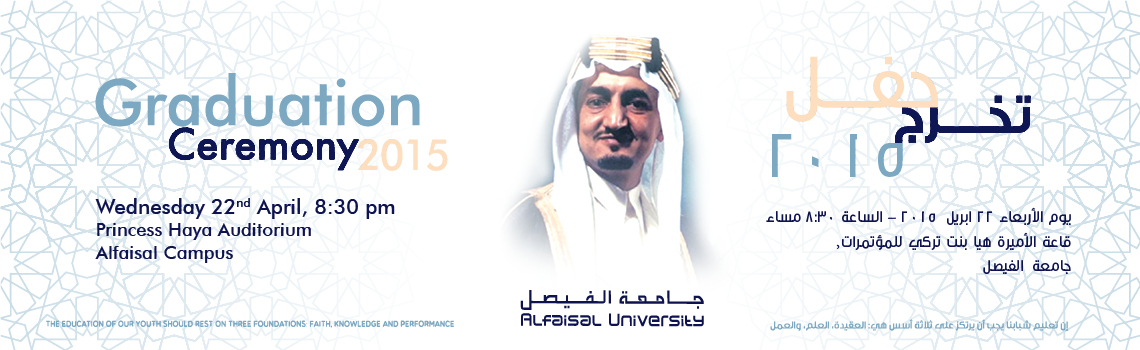 Graduation
Ceremony 2015
Wednesday 22nd April, 8:30 pm
Princess Haya Auditorium
Alfaisal Campus
THE EDUCATION OF OUR YOUTH SHOULD REST ON THREE FOUNDATIONS FAITH, KNOWLEDGE AND PERFORMANCE
جامعة الفيصل
Alfaisal University
حفل
تخرج
٢٠١٥
يوم الأربعاء ٢٢ ابريل ٢٠١٥ – الساعة ٨:٣٠ مساء
قاعة الأميرة هيا بنت تركي للمؤتمرات,
جامعة الفيصل
إن تعليم شبابنا يجب أن يرتكز على ثلاثة أسس هي: العقيدة، العلم، والعمل